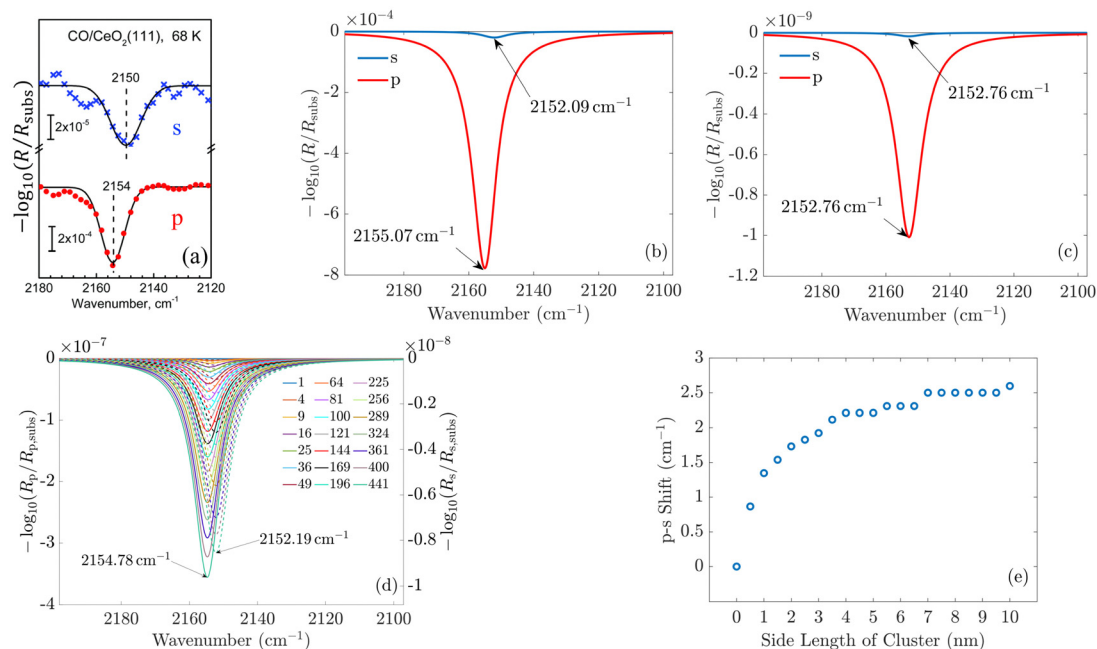 CO/CeO₂(111), 68 K
2150
2x10⁻⁵
s
2154
2x10⁻⁴
p
(a)
−log₁₀(R/R_subs)
2180 2160 2140 2120
Wavenumber, cm⁻¹
×10⁻⁴
0
-2
-4
-6
-8
s
p
2152.09 cm⁻¹
2155.07 cm⁻¹
(b)
− log₁₀(R/R_subs)
2180 2160 2140 2120 2100
Wavenumber (cm⁻¹)
×10⁻⁹
0
-0.2
-0.4
-0.6
-0.8
-1
-1.2
s
p
2152.76 cm⁻¹
2152.76 cm⁻¹
(c)
− log₁₀(R/R_subs)
2180 2160 2140 2120 2100
Wavenumber (cm⁻¹)
×10⁻⁷ ×10⁻⁸
0
-1
-2
-3
-4
0
-0.2
-0.4
-0.6
-0.8
-1
1 64 225
4 81 256
9 100 289
16 121 324
25 144 361
36 169 400
49 196 441
2152.19 cm⁻¹
2154.78 cm⁻¹
(d)
− log₁₀(R_p/R_p,subs)
−log₁₀(R_s/R_s,subs)
2180 2160 2140 2120 2100
Wavenumber (cm⁻¹)
3
2.5
2
1.5
1
0.5
0
p-s Shift (cm⁻¹)
(e)
0 1 2 3 4 5 6 7 8 9 10
Side Length of Cluster (nm)